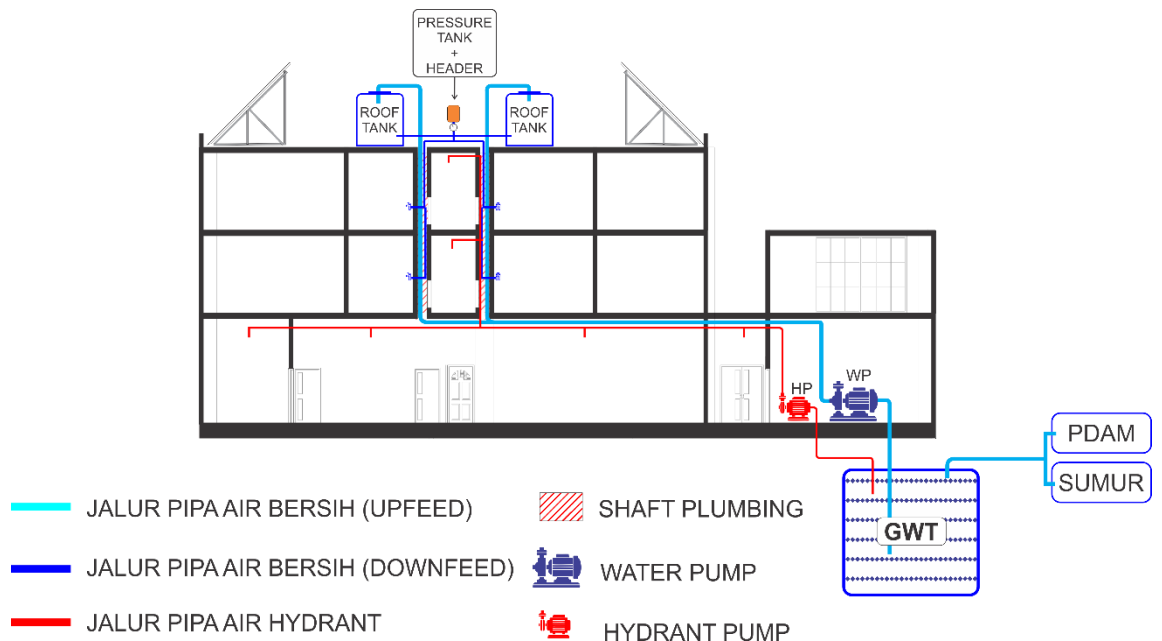 PRESSURE
TANK
+
HEADER
ROOF
TANK
ROOF
TANK
HP
WP
PDAM
SUMUR
GWT
JALUR PIPA AIR BERSIH (UPFEED)
JALUR PIPA AIR BERSIH (DOWNFEED)
JALUR PIPA AIR HYDRANT
SHAFT PLUMBING
WATER PUMP
HYDRANT PUMP